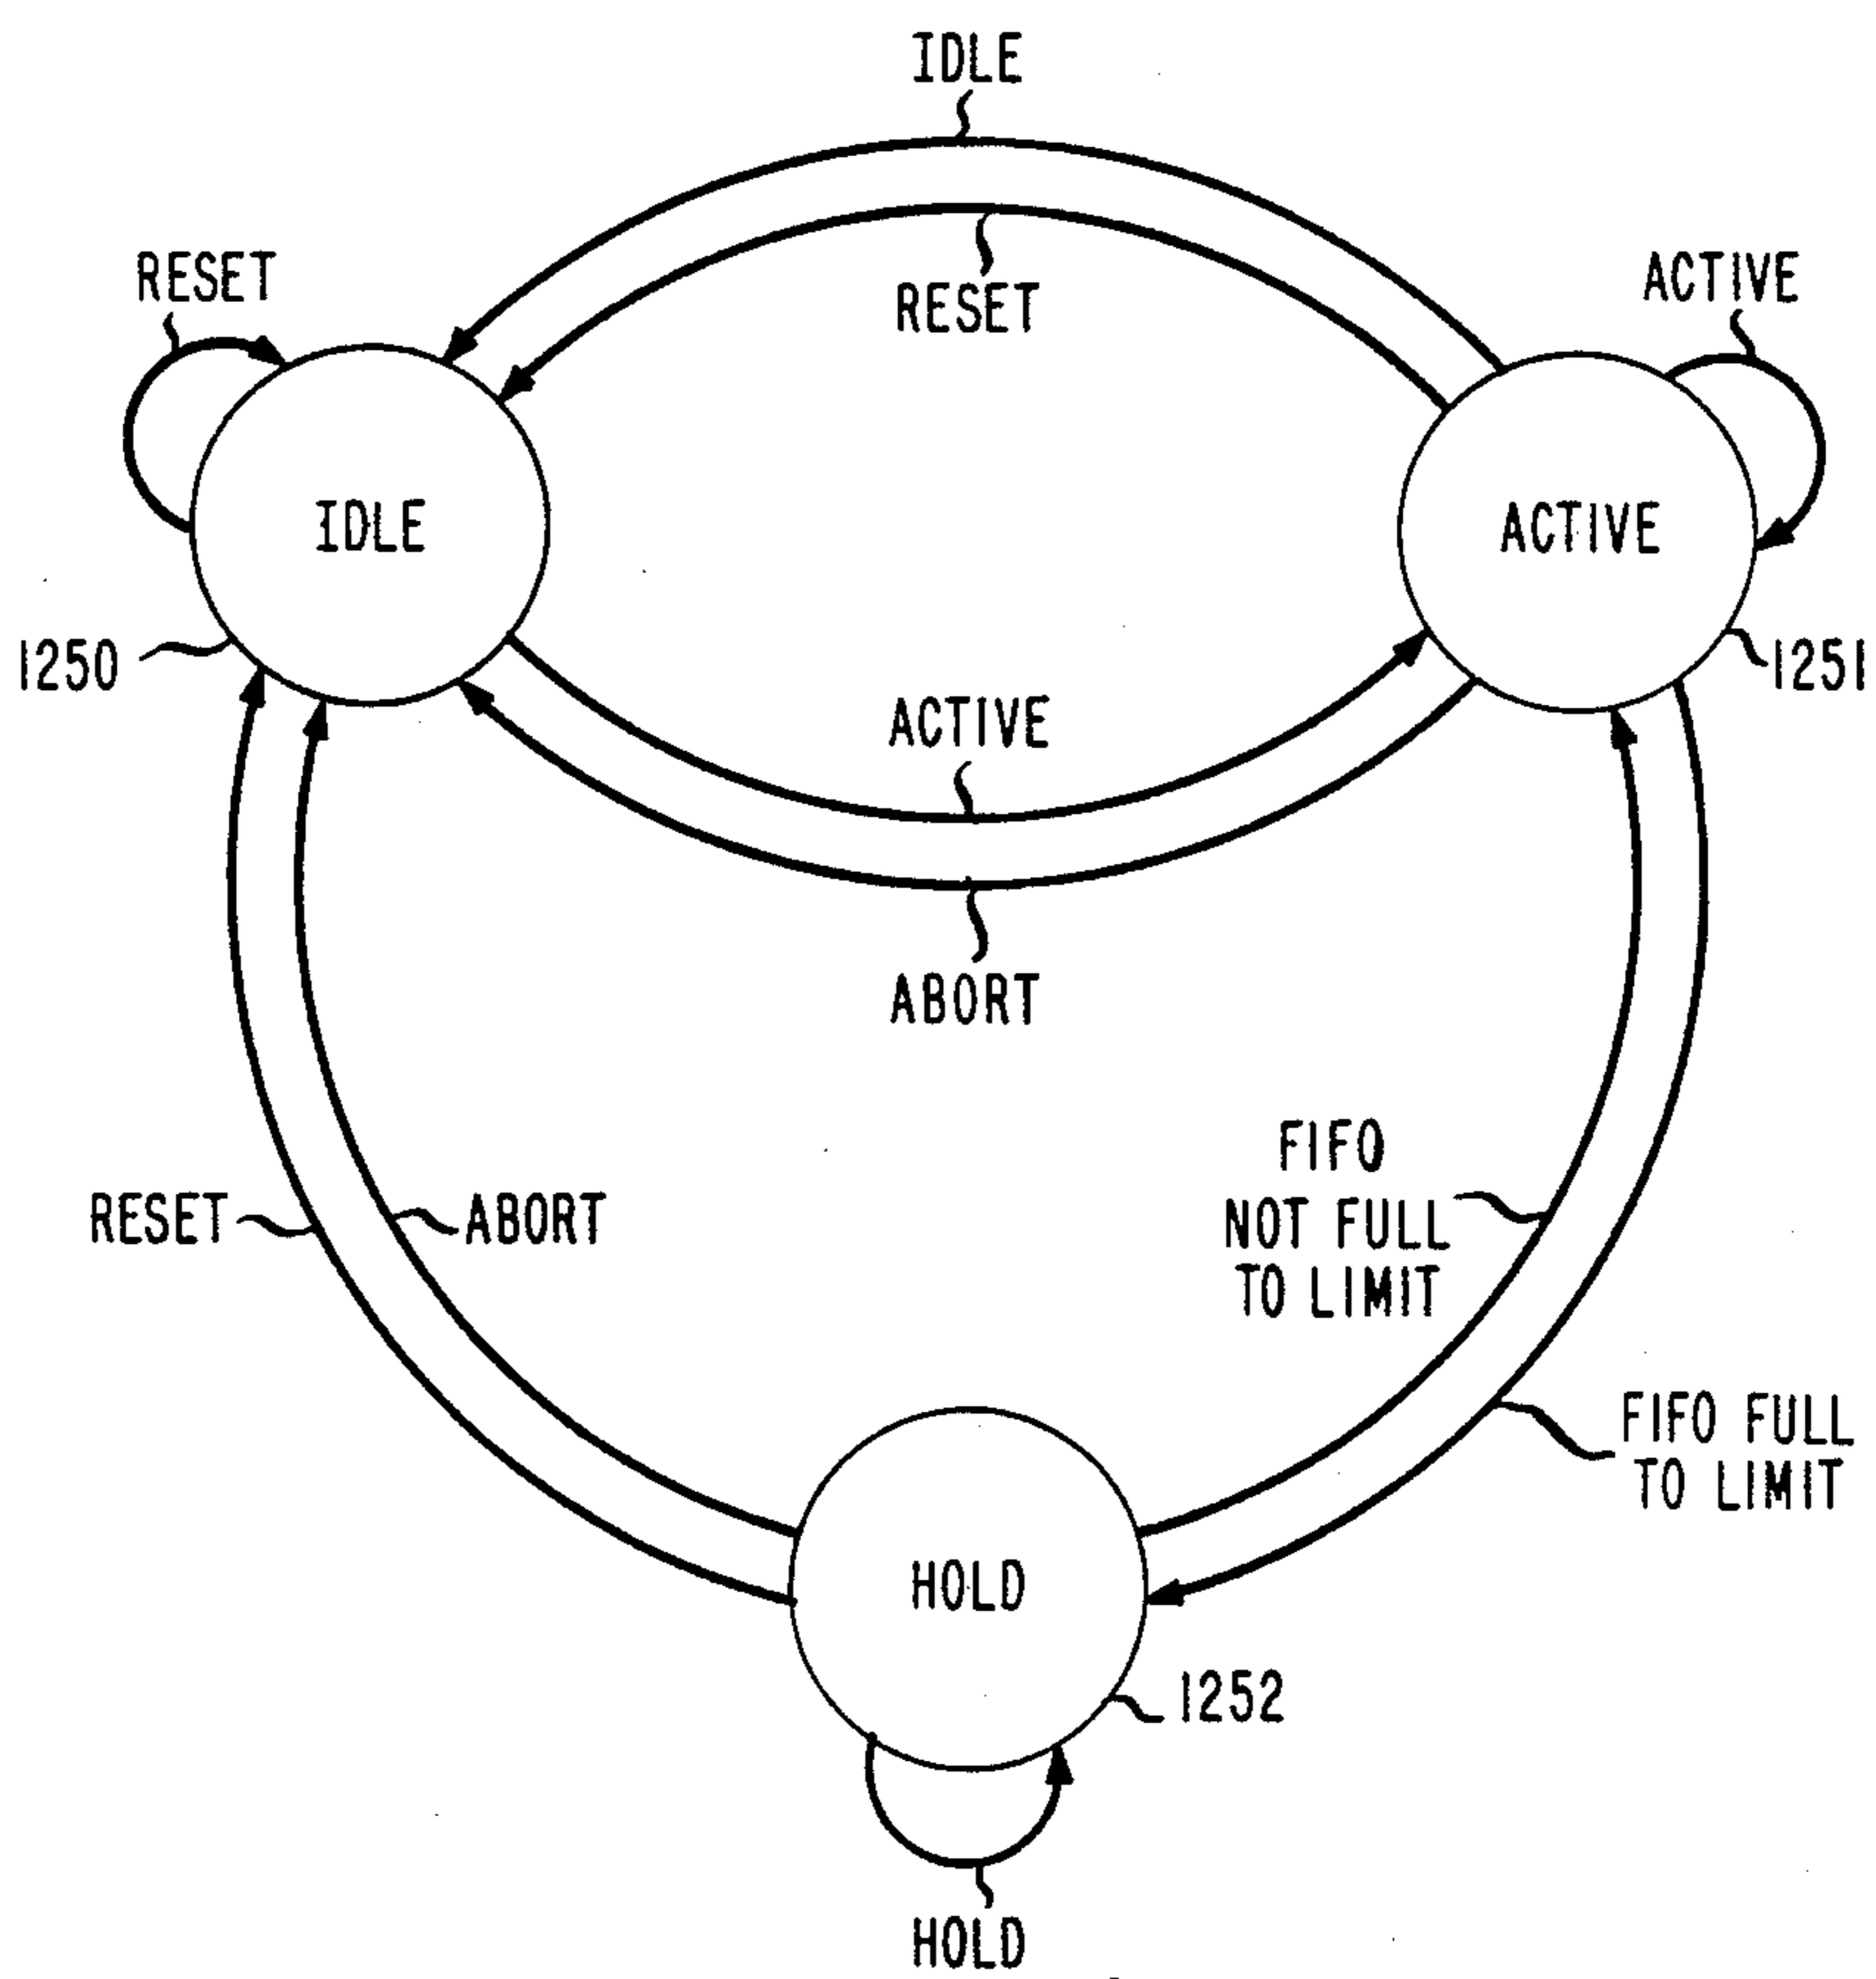 IDLE
RESET
RESET
ACTIVE
IDLE
ACTIVE
1250
1251
ACTIVE
ABORT
RESET
ABORT
FIFO
NOT FULL
TO LIMIT
FIFO FULL
TO LIMIT
HOLD
1252
HOLD